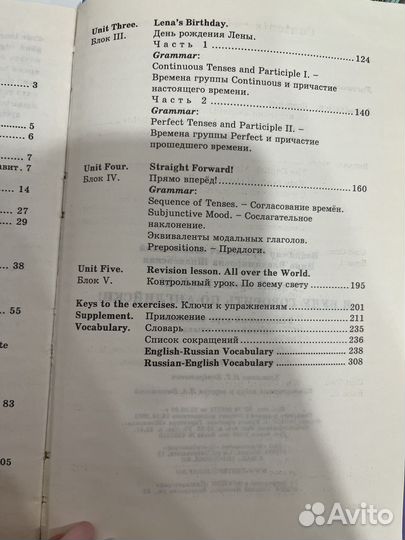 3
5
6
7
авит. 7
14
27
29
38
55
te
83
05
Unit Three. Lena's Birthday.
Блок III. День рождения Лены.
Часть 1 124
Grammar:
Continuous Tenses and Participle I. –
Времена группы Continuous и причастие
настоящего времени.
Часть 2 140
Grammar:
Perfect Tenses and Participle II. –
Времена группы Perfect и причастие
прошедшего времени.
Unit Four. Straight Forward!
Блок IV. Прямо вперёд! 160
Grammar:
Sequence of Tenses. – Согласование времён.
Subjunctive Mood. – Сослагательное
наклонение.
Эквиваленты модальных глаголов.
Prepositions. – Предлоги.
Unit Five. Revision lesson. All over the World.
Блок V. Контрольный урок. По всему свету 195
Keys to the exercises. Ключи к упражнениям 201
Supplement. Приложение 211
Vocabulary. Словарь 235
Список сокращений 236
English-Russian Vocabulary 238
Russian-English Vocabulary 308
Avito